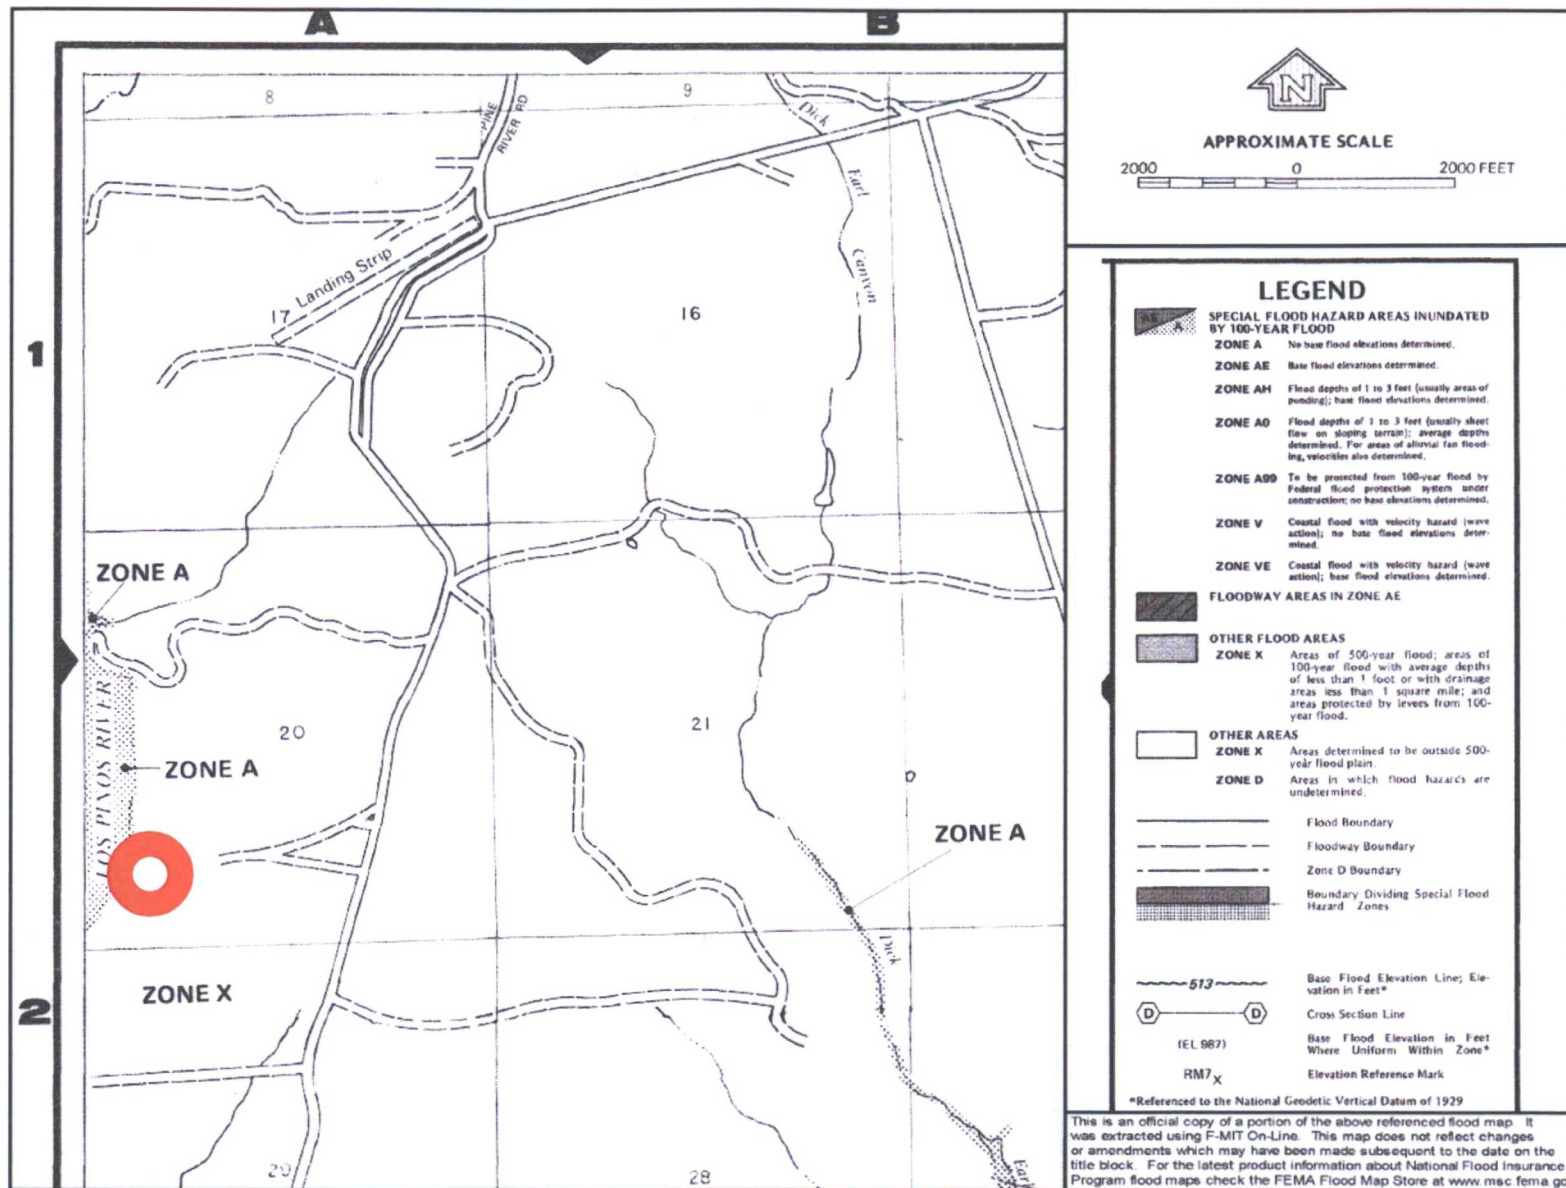 A
B
8
9
PINE
RIVER RD
Dick
Earl
Canyon
Landing Strip
17
16
1
ZONE A
LOS PINOS RIVER
20
21
ZONE A
ZONE A
Dick
ZONE X
2
29
28
Earl
N
APPROXIMATE SCALE
2000 0 2000 FEET
LEGEND
AE
A
SPECIAL FLOOD HAZARD AREAS INUNDATED
BY 100-YEAR FLOOD
ZONE A No base flood elevations determined.
ZONE AE Base flood elevations determined.
ZONE AH Flood depths of 1 to 3 feet (usually areas of
ponding); base flood elevations determined.
ZONE AO Flood depths of 1 to 3 feet (usually sheet
flow on sloping terrain); average depths
determined. For areas of alluvial fan flood-
ing, velocities also determined.
ZONE A99 To be protected from 100-year flood by
Federal flood protection system under
construction; no base elevations determined.
ZONE V Coastal flood with velocity hazard (wave
action); no base flood elevations deter-
mined.
ZONE VE Coastal flood with velocity hazard (wave
action); base flood elevations determined.
FLOODWAY AREAS IN ZONE AE
OTHER FLOOD AREAS
ZONE X Areas of 500-year flood; areas of
100-year flood with average depths
of less than 1 foot or with drainage
areas less than 1 square mile; and
areas protected by levees from 100-
year flood.
OTHER AREAS
ZONE X Areas determined to be outside 500-
year flood plain.
ZONE D Areas in which flood hazards are
undetermined.
Flood Boundary
Floodway Boundary
Zone D Boundary
Boundary Dividing Special Flood
Hazard Zones
513 Base Flood Elevation Line; Ele-
vation in Feet*
D D Cross Section Line
(EL 987) Base Flood Elevation in Feet
Where Uniform Within Zone*
RM7X Elevation Reference Mark
*Referenced to the National Geodetic Vertical Datum of 1929
This is an official copy of a portion of the above referenced flood map. It
was extracted using F-MIT On-Line. This map does not reflect changes
or amendments which may have been made subsequent to the date on the
title block. For the latest product information about National Flood Insurance
Program flood maps check the FEMA Flood Map Store at www.msc.fema.go